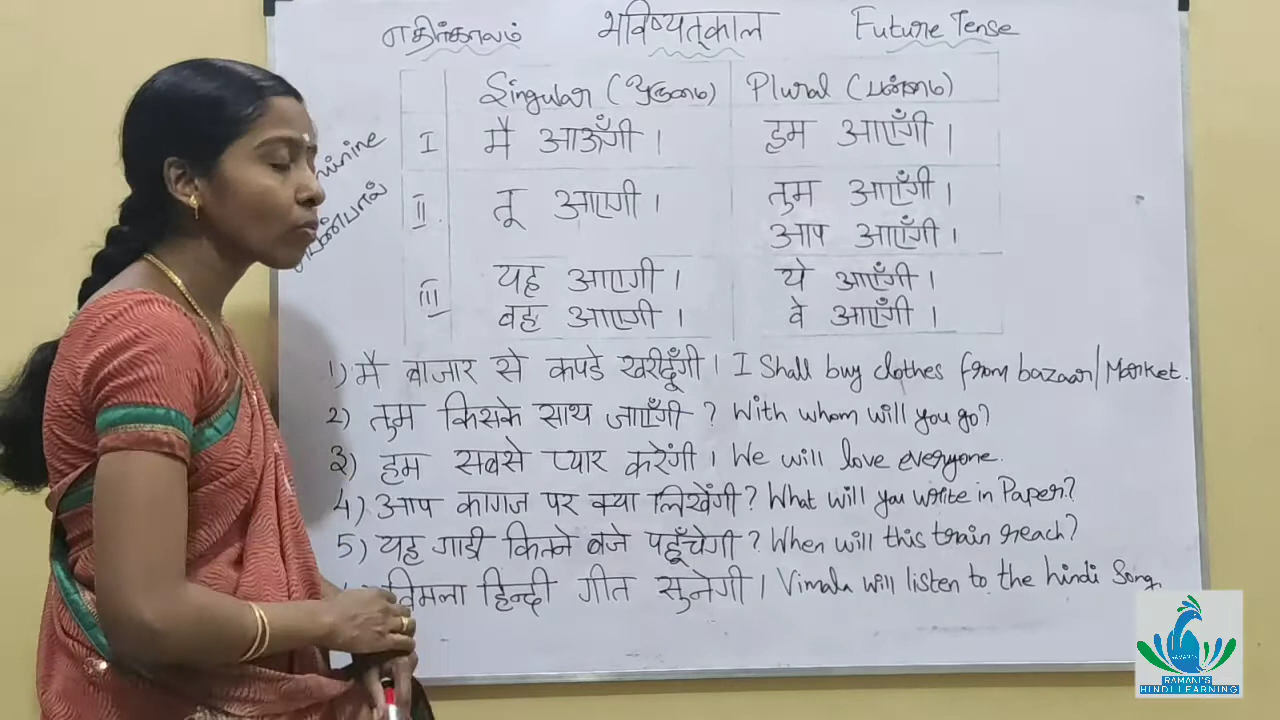 எதிர்காலம் भविष्यत्काल Future Tense
Singular (ஒருமை) Plural (பன்மை)
I मै आऊँगी । हम आएँगी ।
II तू आएगी । तुम आएँगी ।
आप आएँगी ।
III यह आएगी । ये आएँगी ।
वह आएगी । वे आएँगी ।
1) मै बाजार से कपडे खरीदूँगी । I Shall buy clothes from bazaar/Market.
2) तुम किसके साथ जाएँगी ? With whom will you go?
3) हम सबसे प्यार करेंगी । We will love everyone.
4) आप कागज पर क्या लिखेंगी ? What will you write in Paper?
5) यह गाडी कितने बजे पहूँचेगी ? When will this train reach?
विमला हिन्दी गीत सुनेगी । Vimala will listen to the hindi Song.
RAMANI'S
HINDI LEARNING